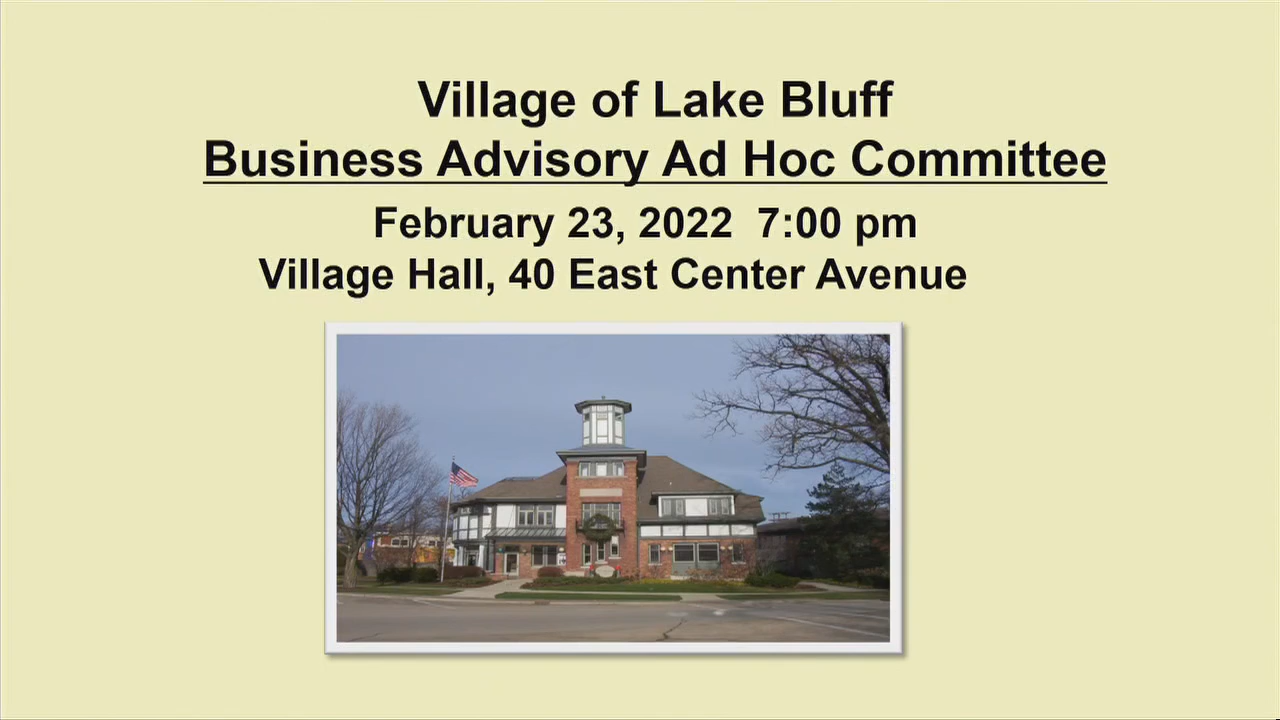 Village of Lake Bluff
Business Advisory Ad Hoc Committee
February 23, 2022 7:00 pm
Village Hall, 40 East Center Avenue